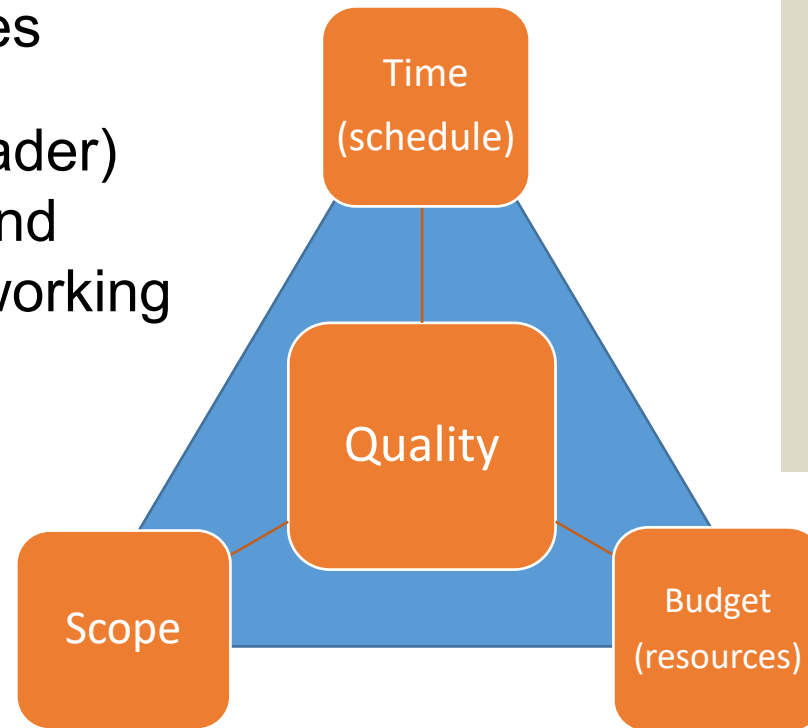 es
ader)
nd
working
Time
(schedule)
Quality
Scope
Budget
(resources)